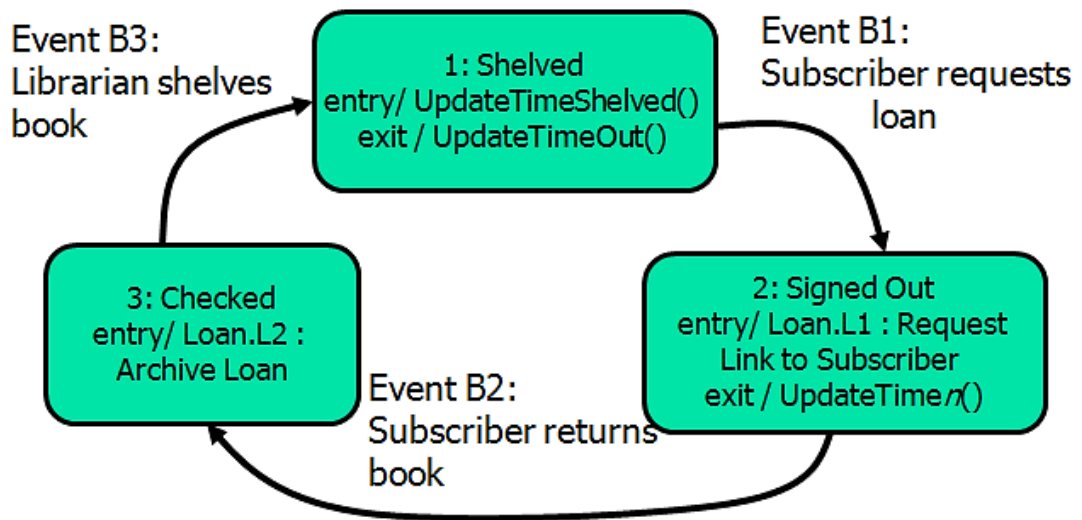 Event B3:
Librarian shelves
book
1: Shelved
entry/ UpdateTimeShelved()
exit / UpdateTimeOut()
Event B1:
Subscriber requests
loan
3: Checked
entry/ Loan.L2 :
Archive Loan
2: Signed Out
entry/ Loan.L1 : Request
Link to Subscriber
exit / UpdateTimen()
Event B2:
Subscriber returns
book